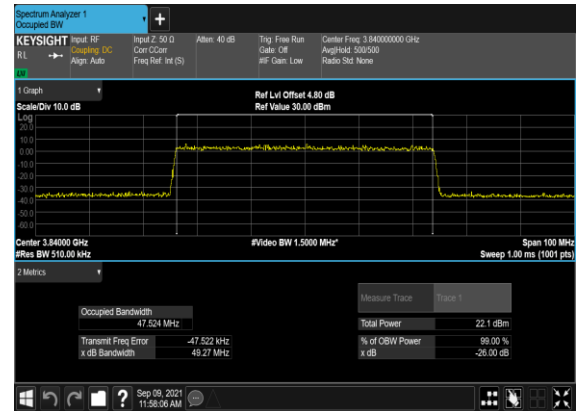 Spectrum Analyzer 1
Occupied BW
+
KEYSIGHT Input: RF Input Z: 50 Ω Atten: 40 dB Trig: Free Run Center Freq: 3.840000000 GHz
RL Coupling: DC Corr CCorr Gate: Off Avg|Hold: 500/500
Align: Auto Freq Ref: Int (S) #IF Gain: Low Radio Std: None
LXI
1 Graph
Ref Lvl Offset 4.80 dB
Scale/Div 10.0 dB Ref Value 30.00 dBm
Log
20.0
10.0
0.00
-10.0
-20.0
-30.0
-40.0
-50.0
-60.0
Center 3.84000 GHz #Video BW 1.5000 MHz* Span 100 MHz
#Res BW 510.00 kHz Sweep 1.00 ms (1001 pts)
2 Metrics
Measure Trace Trace 1
Occupied Bandwidth
47.524 MHz Total Power 22.1 dBm
Transmit Freq Error -47.522 kHz % of OBW Power 99.00 %
x dB Bandwidth 49.27 MHz x dB -26.00 dB
? Sep 09, 2021
11:58:06 AM